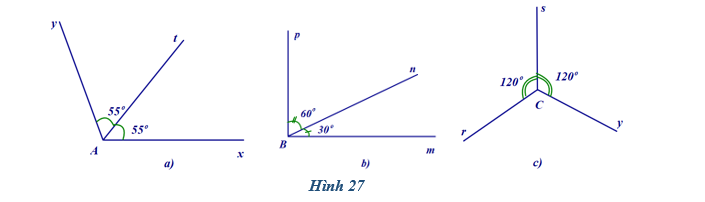 y t 55° 55° A x a)
p n 60° 30° B m b)
s 120° 120° C r y c)
Hình 27